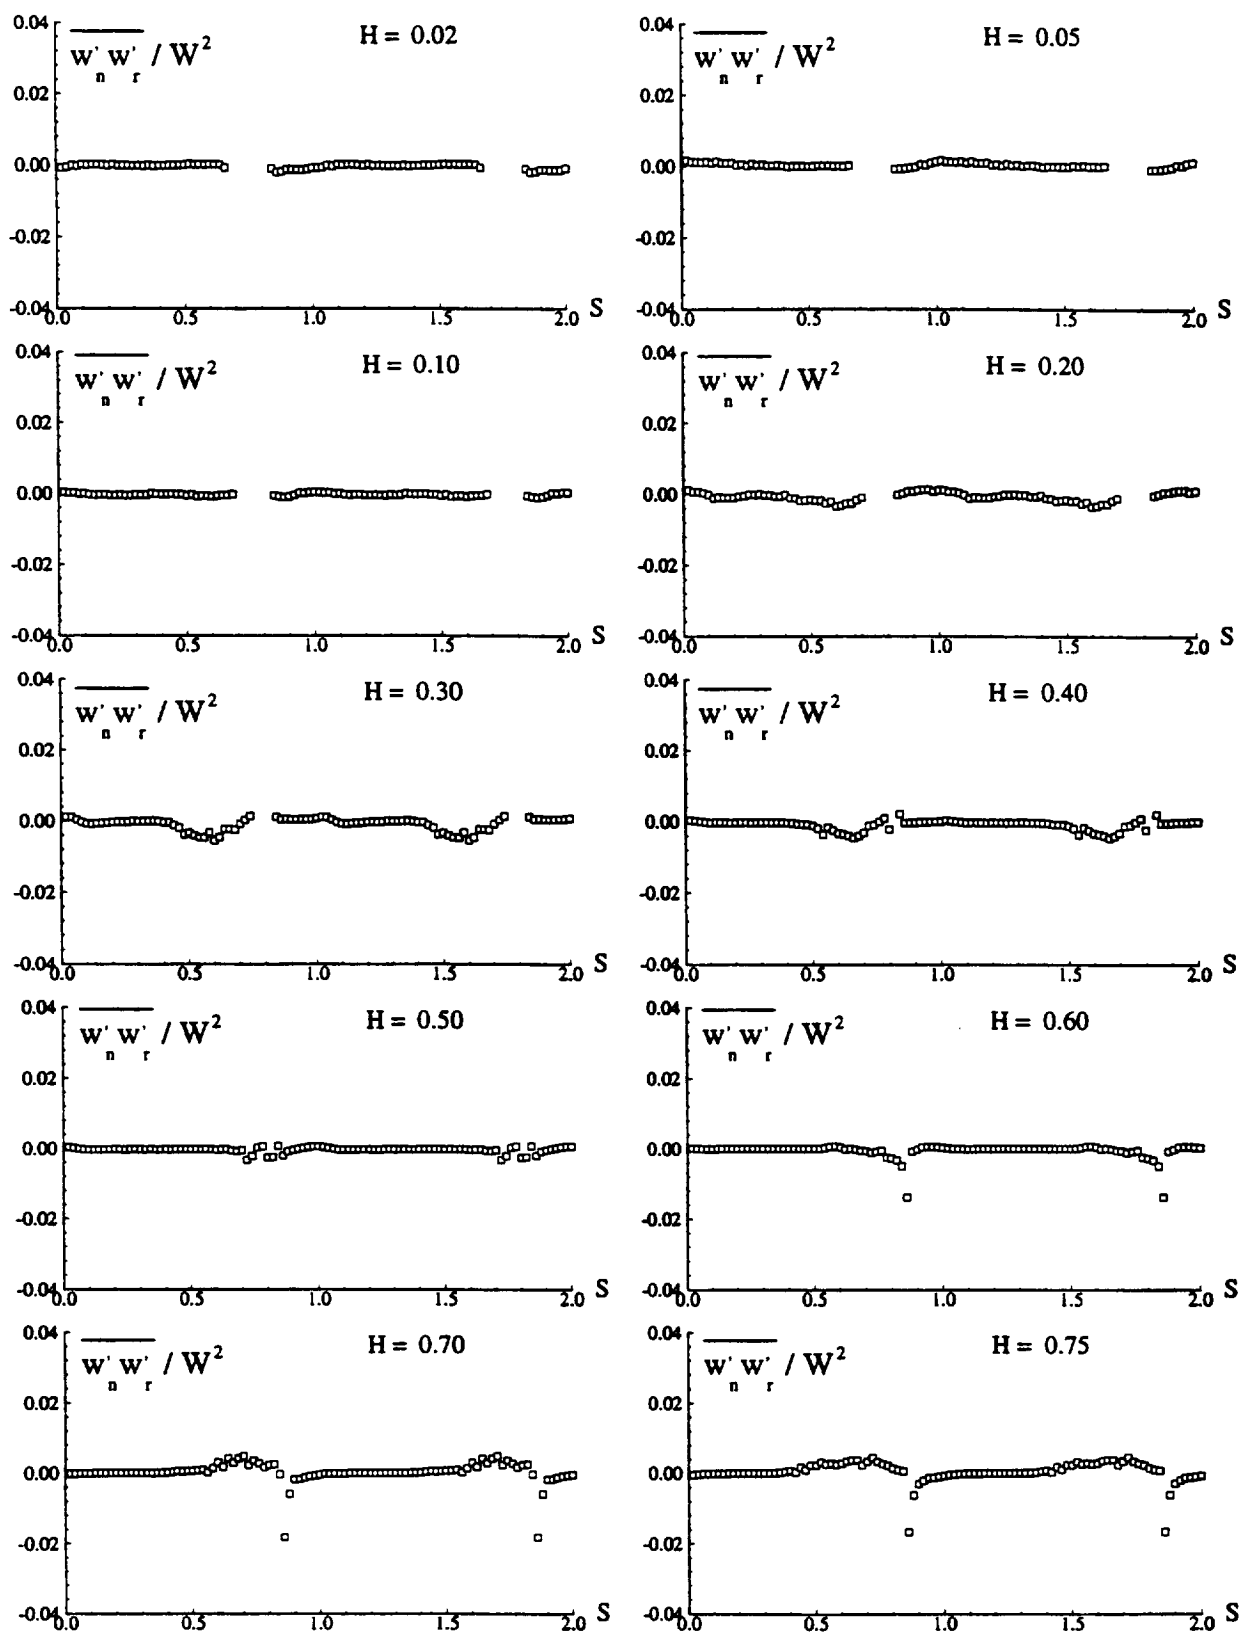 0.04 w'n w'r / W² H = 0.02
0.02
0.00
-0.02
-0.04
0.0 0.5 1.0 1.5 2.0 S
0.04 w'n w'r / W² H = 0.05
0.02
0.00
-0.02
-0.04
0.0 0.5 1.0 1.5 2.0 S
0.04 w'n w'r / W² H = 0.10
0.02
0.00
-0.02
-0.04
0.0 0.5 1.0 1.5 2.0 S
0.04 w'n w'r / W² H = 0.20
0.02
0.00
-0.02
-0.04
0.0 0.5 1.0 1.5 2.0 S
0.04 w'n w'r / W² H = 0.30
0.02
0.00
-0.02
-0.04
0.0 0.5 1.0 1.5 2.0 S
0.04 w'n w'r / W² H = 0.40
0.02
0.00
-0.02
-0.04
0.0 0.5 1.0 1.5 2.0 S
0.04 w'n w'r / W² H = 0.50
0.02
0.00
-0.02
-0.04
0.0 0.5 1.0 1.5 2.0 S
0.04 w'n w'r / W² H = 0.60
0.02
0.00
-0.02
-0.04
0.0 0.5 1.0 1.5 2.0 S
0.04 w'n w'r / W² H = 0.70
0.02
0.00
-0.02
-0.04
0.0 0.5 1.0 1.5 2.0 S
0.04 w'n w'r / W² H = 0.75
0.02
0.00
-0.02
-0.04
0.0 0.5 1.0 1.5 2.0 S